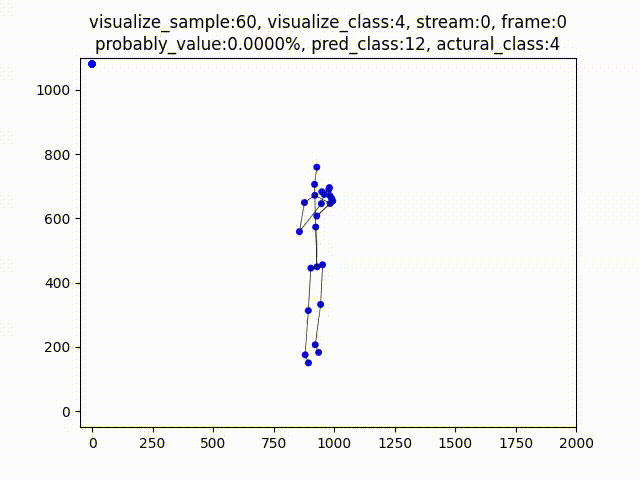 visualize_sample:60, visualize_class:4, stream:0, frame:0
probably_value:0.0000%, pred_class:12, actural_class:4
1000
800
600
400
200
0
0 250 500 750 1000 1250 1500 1750 2000